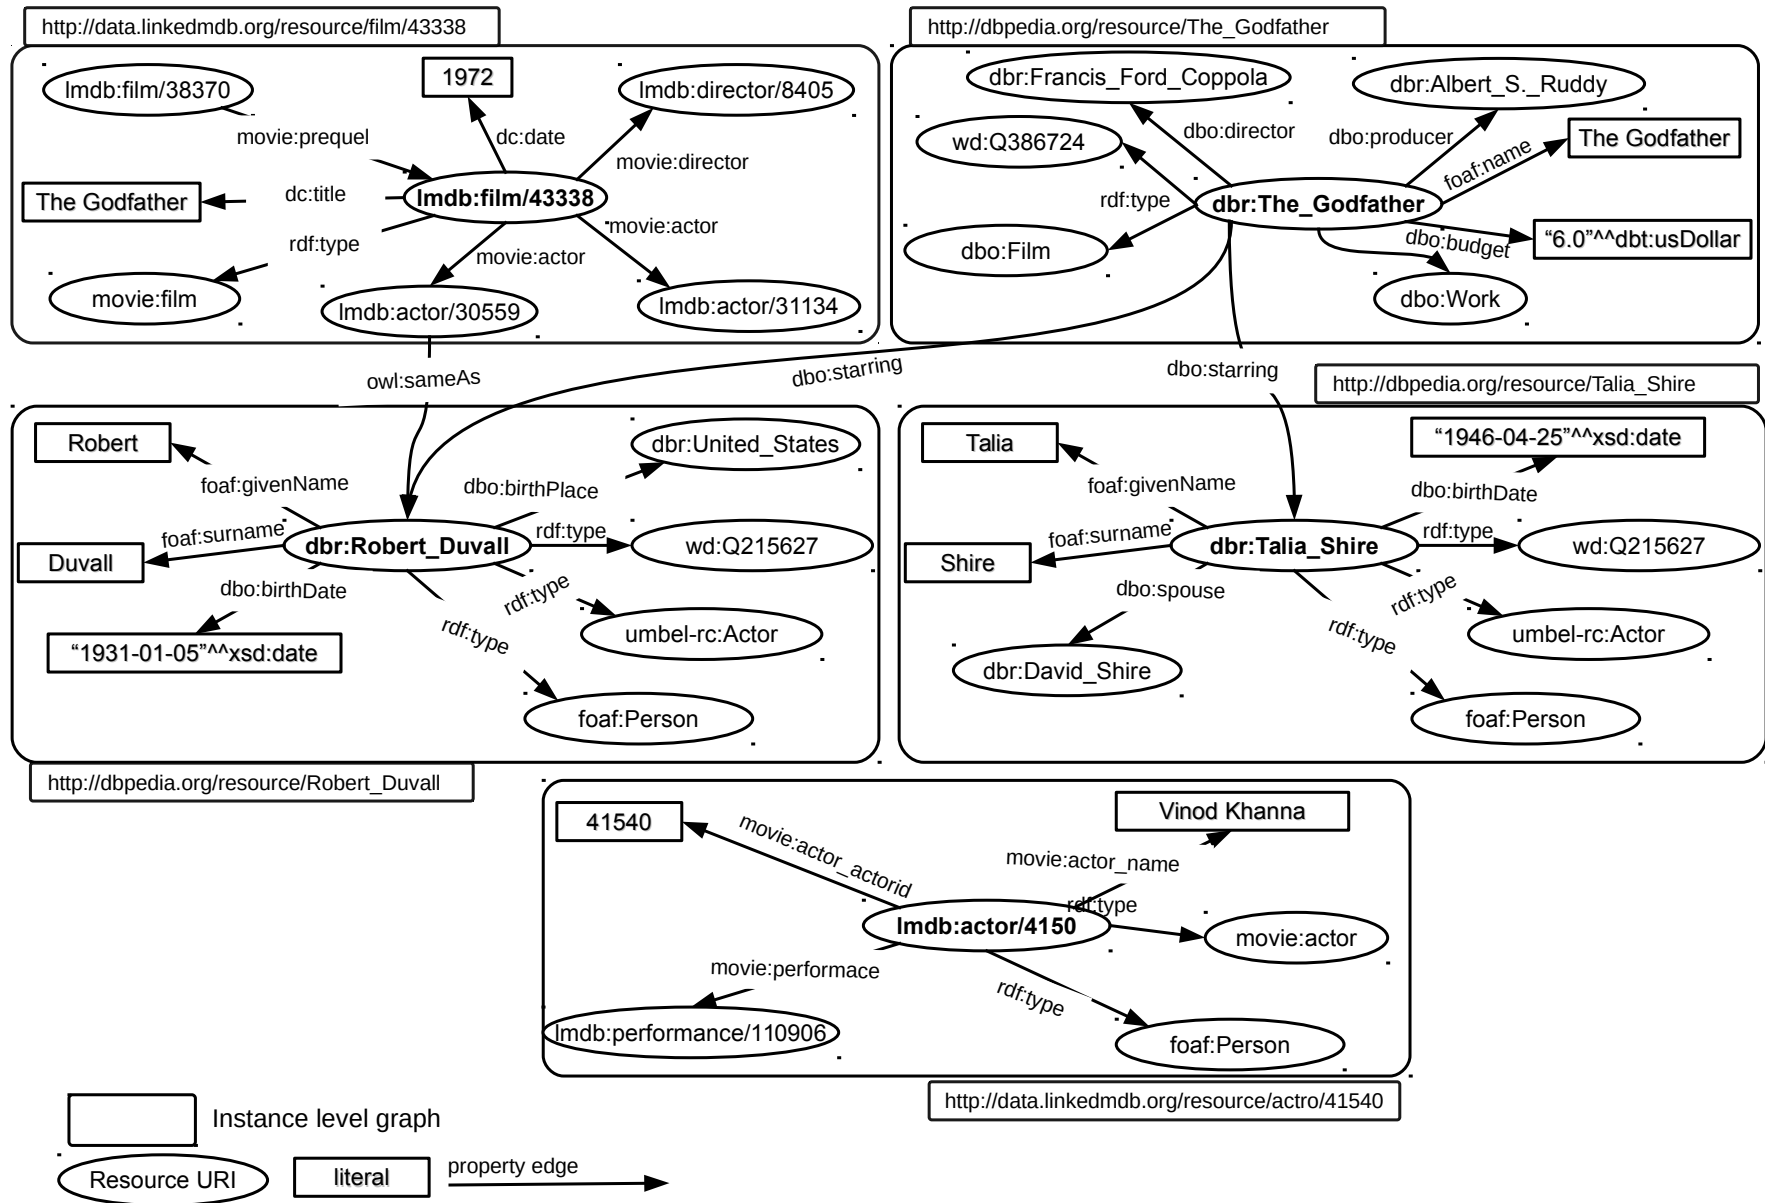 http://data.linkedmdb.org/resource/film/43338
lmdb:film/38370
1972
lmdb:director/8405
movie:prequel
dc:date
movie:director
The Godfather
dc:title
lmdb:film/43338
rdf:type
movie:actor
movie:actor
movie:film
lmdb:actor/30559
lmdb:actor/31134
http://dbpedia.org/resource/The_Godfather
dbr:Francis_Ford_Coppola
dbr:Albert_S._Ruddy
wd:Q386724
dbo:director
dbo:producer
The Godfather
foaf:name
rdf:type
dbr:The_Godfather
dbo:budget
“6.0”^^dbt:usDollar
dbo:Film
dbo:Work
owl:sameAs
dbo:starring
dbo:starring
Robert
dbr:United_States
foaf:givenName
dbo:birthPlace
foaf:surname
rdf:type
Duvall
dbr:Robert_Duvall
wd:Q215627
dbo:birthDate
rdf:type
rdf:type
umbel-rc:Actor
“1931-01-05”^^xsd:date
foaf:Person
http://dbpedia.org/resource/Robert_Duvall
http://dbpedia.org/resource/Talia_Shire
Talia
“1946-04-25”^^xsd:date
foaf:givenName
dbo:birthDate
foaf:surname
rdf:type
Shire
dbr:Talia_Shire
wd:Q215627
dbo:spouse
rdf:type
rdf:type
umbel-rc:Actor
dbr:David_Shire
foaf:Person
41540
Vinod Khanna
movie:actor_actorid
movie:actor_name
rdf:type
lmdb:actor/4150
movie:actor
movie:performace
rdf:type
lmdb:performance/110906
foaf:Person
http://data.linkedmdb.org/resource/actro/41540
Instance level graph
Resource URI
literal
property edge